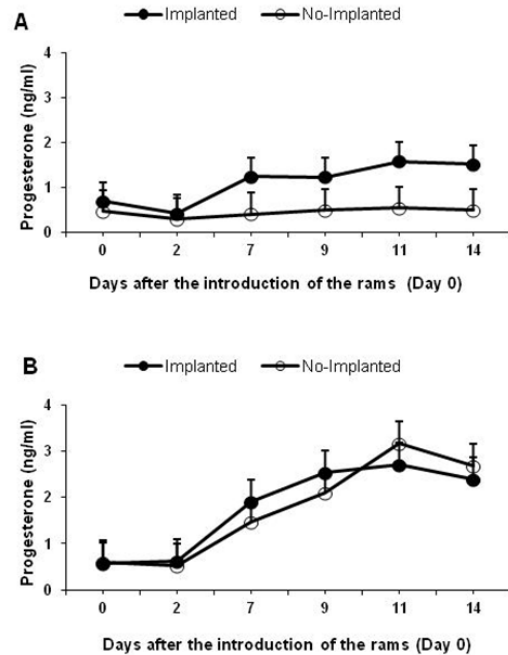 A
Implanted No-Implanted
Progesterone (ng/ml)
4
3
2
1
0
0 2 7 9 11 14
Days after the introduction of the rams (Day 0)
B
Implanted No-Implanted
Progesterone (ng/ml)
4
3
2
1
0
0 2 7 9 11 14
Days after the introduction of the rams (Day 0)